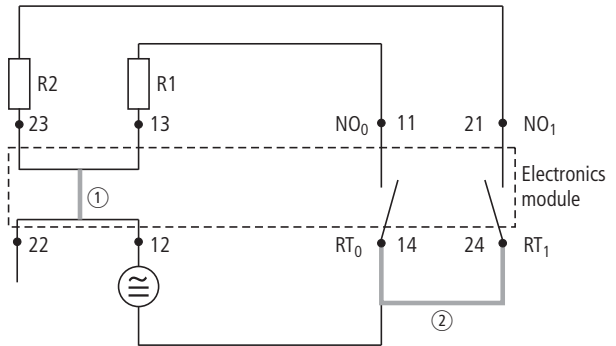 R2
R1
23
13
NO₀
11
21
NO₁
Electronics
module
①
22
12
RT₀
14
24
RT₁
≅
②